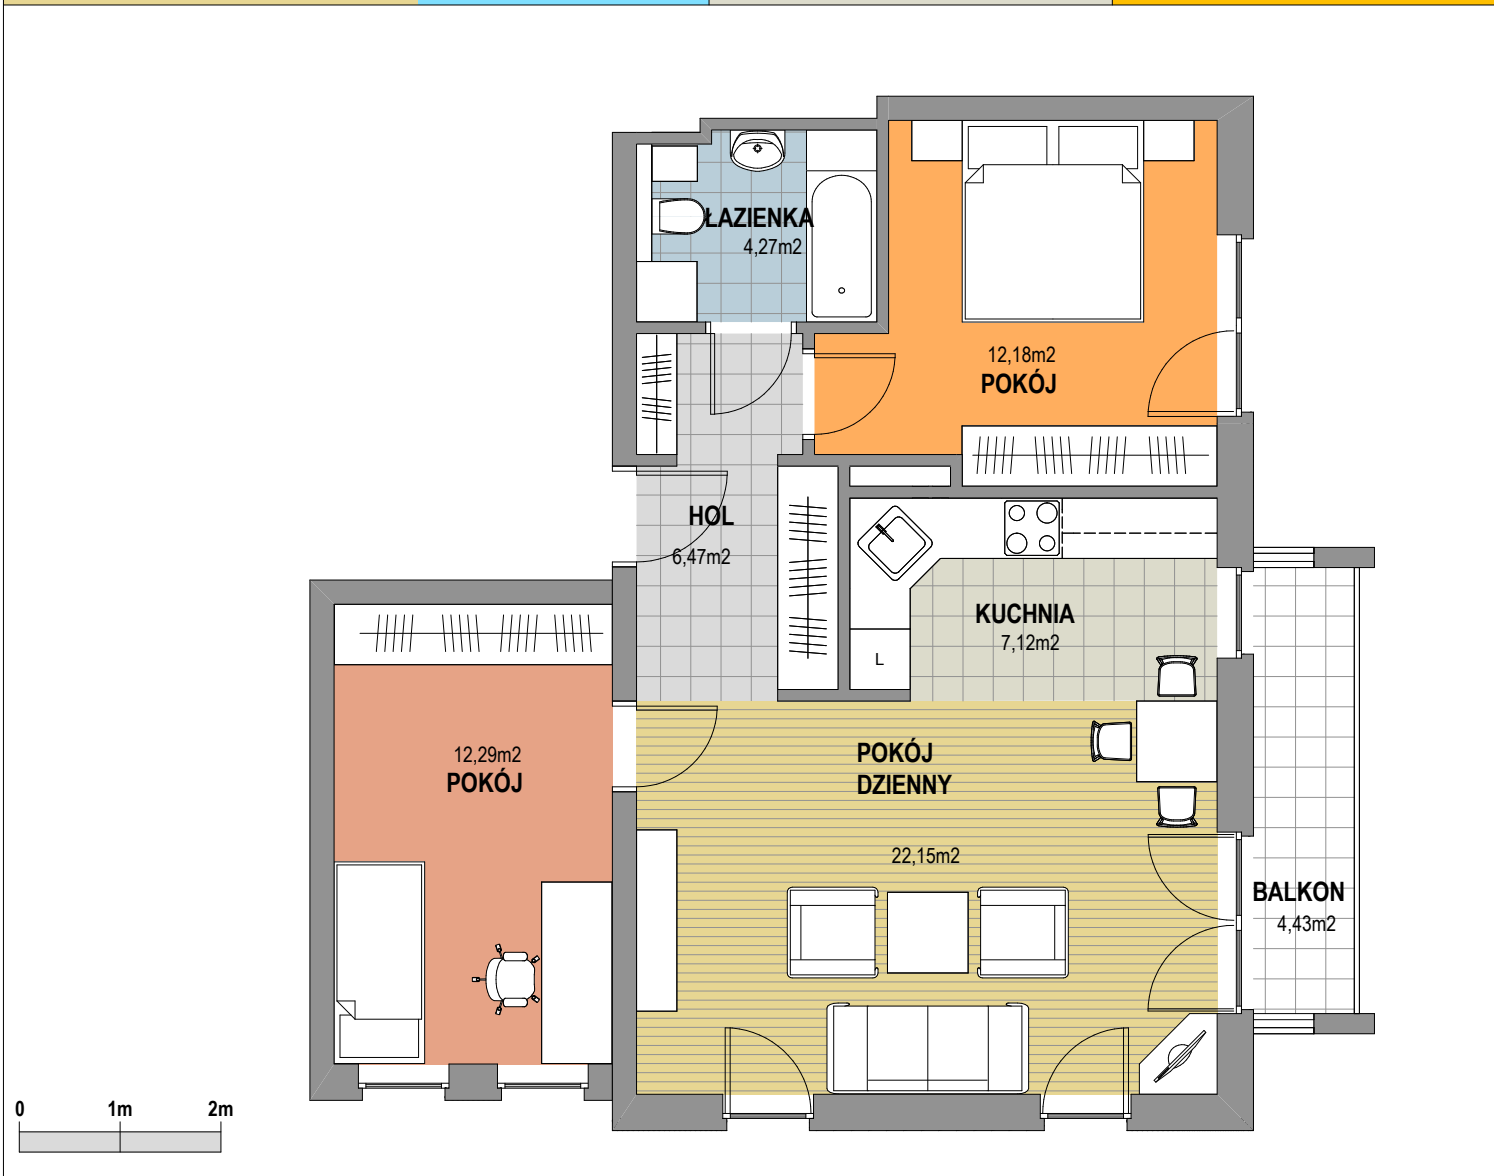 ŁAZIENKA
4,27m2
12,18m2
POKÓJ
HOL
6,47m2
KUCHNIA
7,12m2
L
12,29m2
POKÓJ
POKÓJ
DZIENNY
22,15m2
BALKON
4,43m2
0 1m 2m